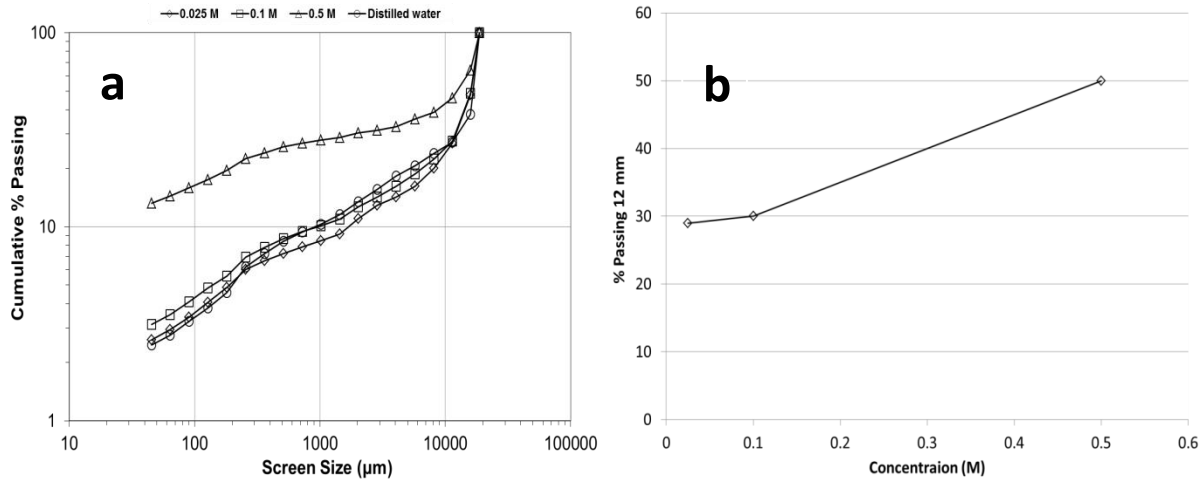 0.025 M 0.1 M 0.5 M Distilled water
a
Cumulative % Passing
100
10
1
10 100 1000 10000 100000
Screen Size (µm)
b
% Passing 12 mm
60
50
40
30
20
10
0
0 0.1 0.2 0.3 0.4 0.5 0.6
Concentraion (M)